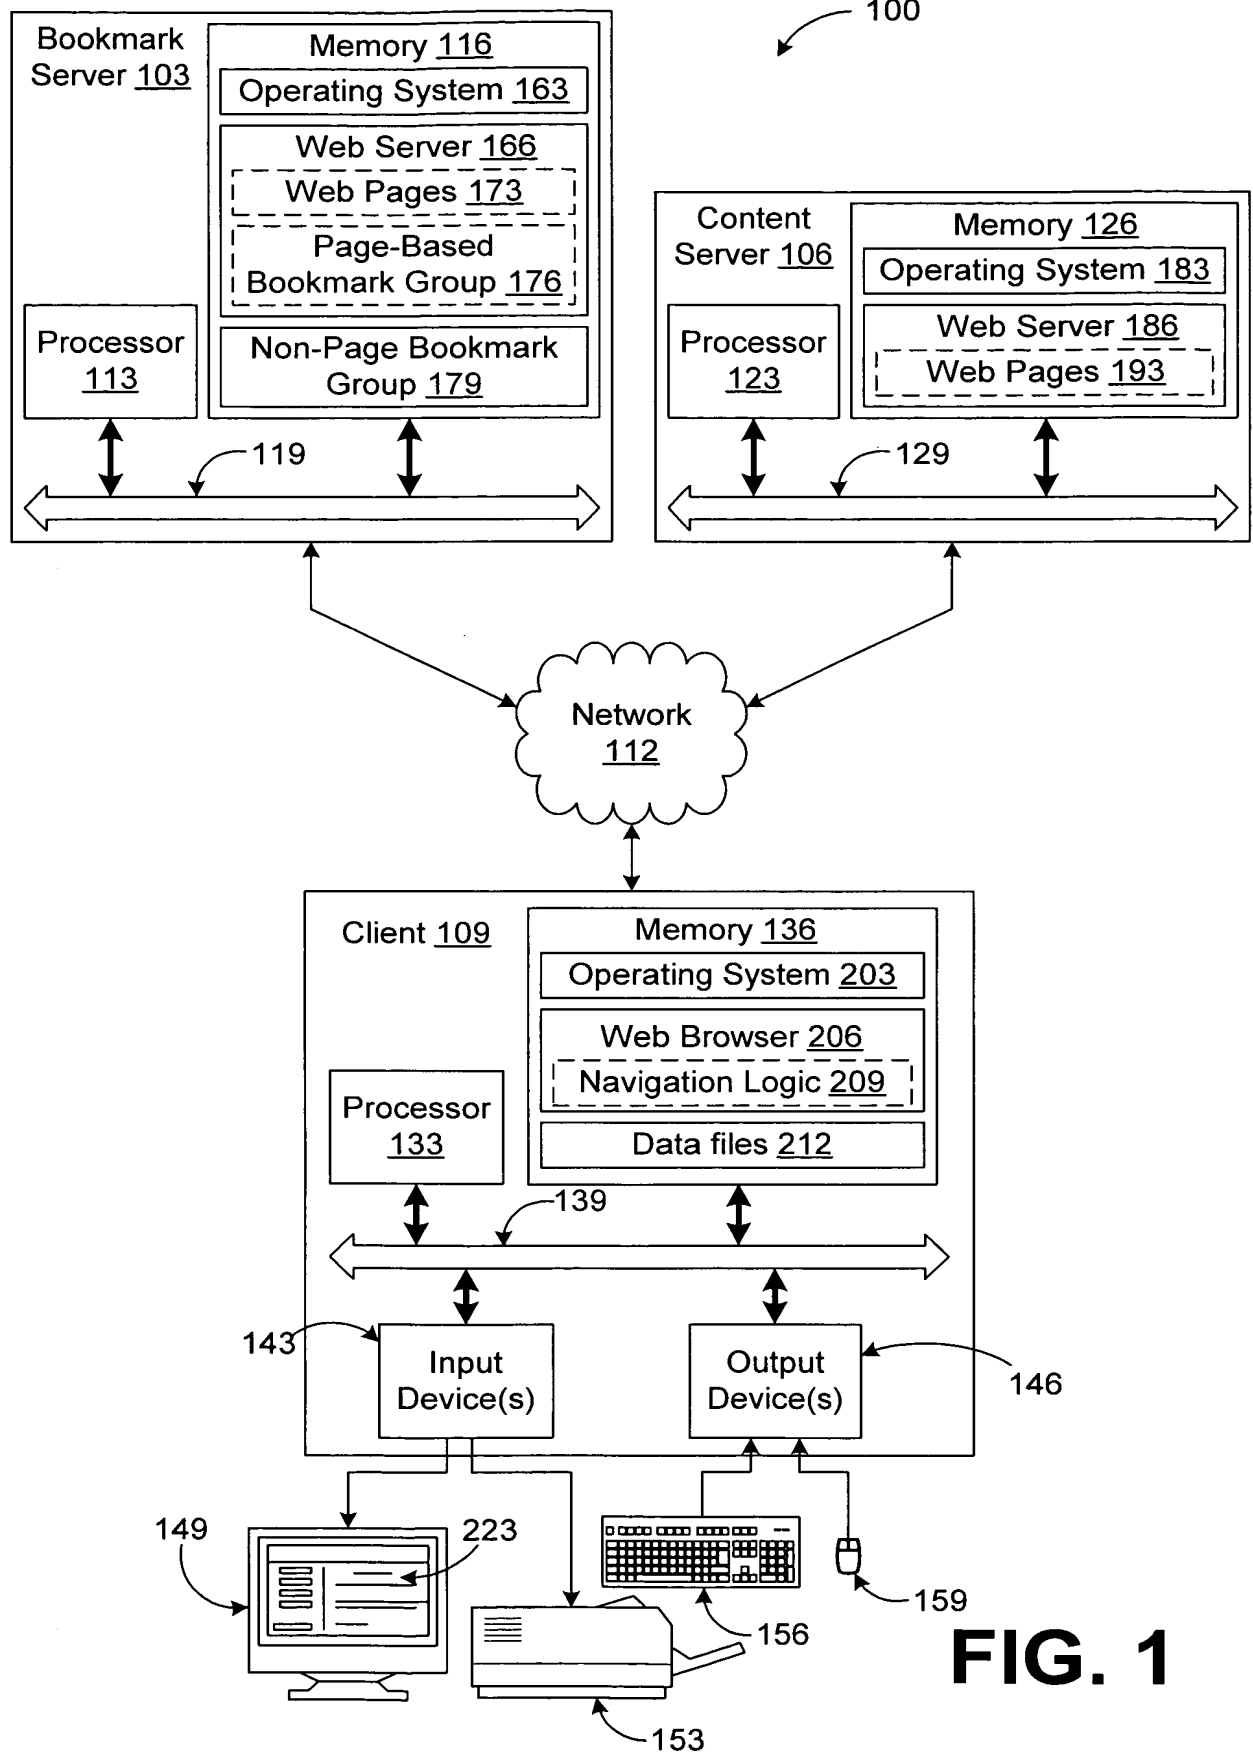 100
Bookmark
Server 103
Memory 116
Operating System 163
Web Server 166
Web Pages 173
Page-Based
Bookmark Group 176
Non-Page Bookmark
Group 179
Processor
113
119
Content
Server 106
Memory 126
Operating System 183
Web Server 186
Web Pages 193
Processor
123
129
Network
112
Client 109
Memory 136
Operating System 203
Web Browser 206
Navigation Logic 209
Data files 212
Processor
133
139
143
Input
Device(s)
Output
Device(s)
146
149
223
156
159
153
FIG. 1